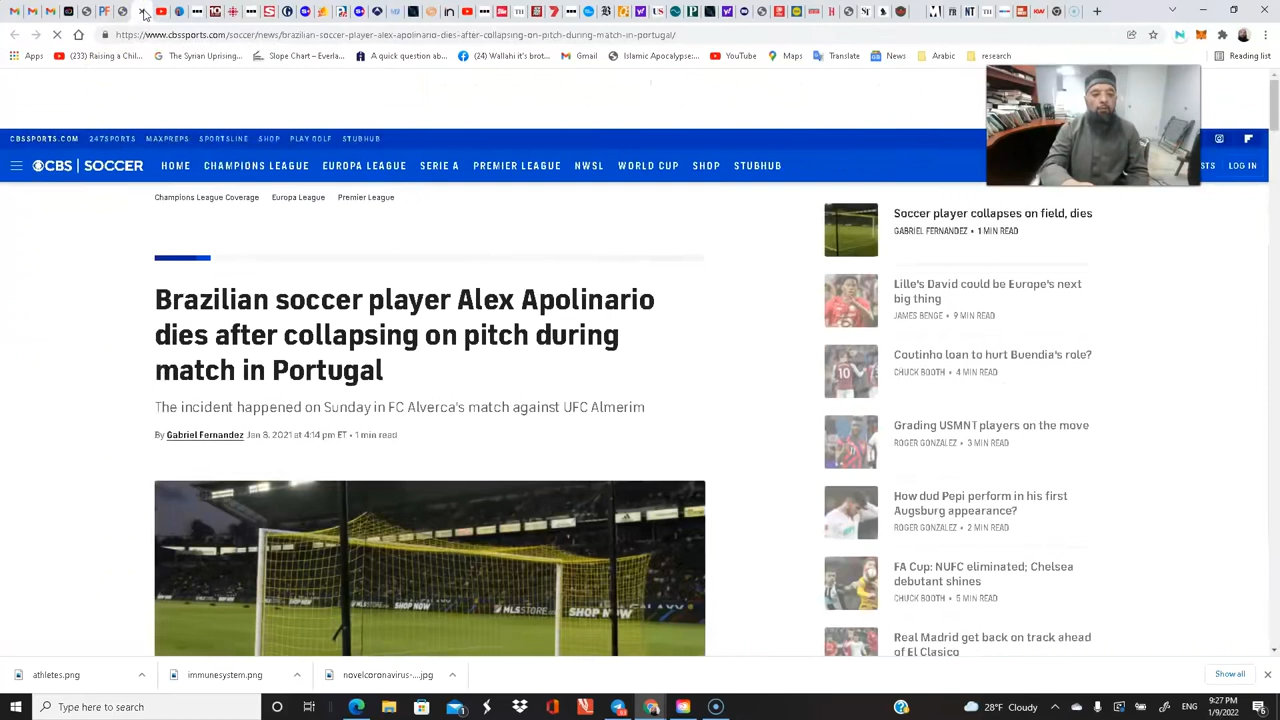 https://www.cbssports.com/soccer/news/brazilian-soccer-player-alex-apolinario-dies-after-collapsing-on-pitch-during-match-in-portugal/
Apps (233) Raising a Chil... The Syrian Uprising... Slope Chart – Everla... A quick question ab... (24) Wallahi it's brot... Gmail Islamic Apocalypse:... YouTube Maps Translate News Arabic research Reading list
CBSSPORTS.COM 247SPORTS MAXPREPS SPORTSLINE SHOP PLAY GOLF STUBHUB
CBS | SOCCER HOME CHAMPIONS LEAGUE EUROPA LEAGUE SERIE A PREMIER LEAGUE NWSL WORLD CUP SHOP STUBHUB STS LOG IN
Champions League Coverage Europa League Premier League
Brazilian soccer player Alex Apolinario
dies after collapsing on pitch during
match in Portugal
The incident happened on Sunday in FC Alverca's match against UFC Almerim
By Gabriel Fernandez Jan 8, 2021 at 4:14 pm ET • 1 min read
SHOP NOW MLSSTORE SHOP NOW GALAXY
Soccer player collapses on field, dies
GABRIEL FERNANDEZ • 1 MIN READ
Lille's David could be Europe's next
big thing
JAMES BENGE • 9 MIN READ
Coutinho loan to hurt Buendia's role?
CHUCK BOOTH • 4 MIN READ
Grading USMNT players on the move
ROGER GONZALEZ • 3 MIN READ
How dud Pepi perform in his first
Augsburg appearance?
ROGER GONZALEZ • 2 MIN READ
FA Cup: NUFC eliminated; Chelsea
debutant shines
CHUCK BOOTH • 5 MIN READ
Real Madrid get back on track ahead
of El Clasico
athletes.png immunesystem.png novelcoronavirus-....jpg Show all
Type here to search 28°F Cloudy ENG 9:27 PM
1/9/2022